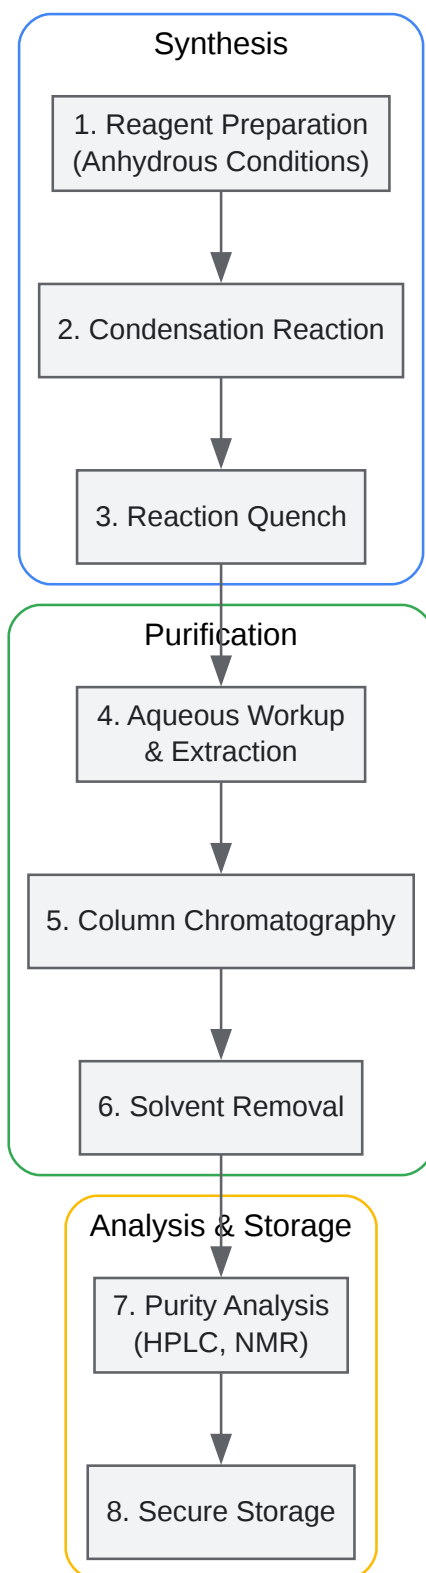 Synthesis
1. Reagent Preparation
(Anhydrous Conditions)
2. Condensation Reaction
3. Reaction Quench
Purification
4. Aqueous Workup
& Extraction
5. Column Chromatography
6. Solvent Removal
Analysis & Storage
7. Purity Analysis
(HPLC, NMR)
8. Secure Storage